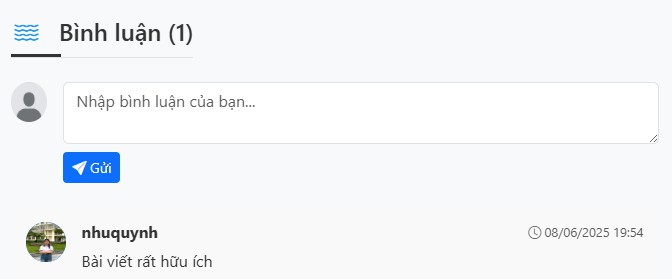 Bình luận (1)
Nhập bình luận của bạn...
Gửi
nhuquynh
08/06/2025 19:54
Bài viết rất hữu ích